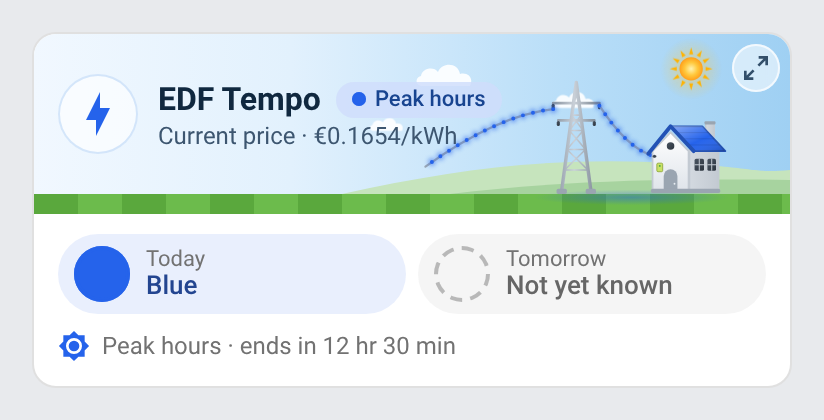 EDF Tempo
Peak hours
Current price · €0.1654/kWh
Today
Blue
Tomorrow
Not yet known
Peak hours · ends in 12 hr 30 min